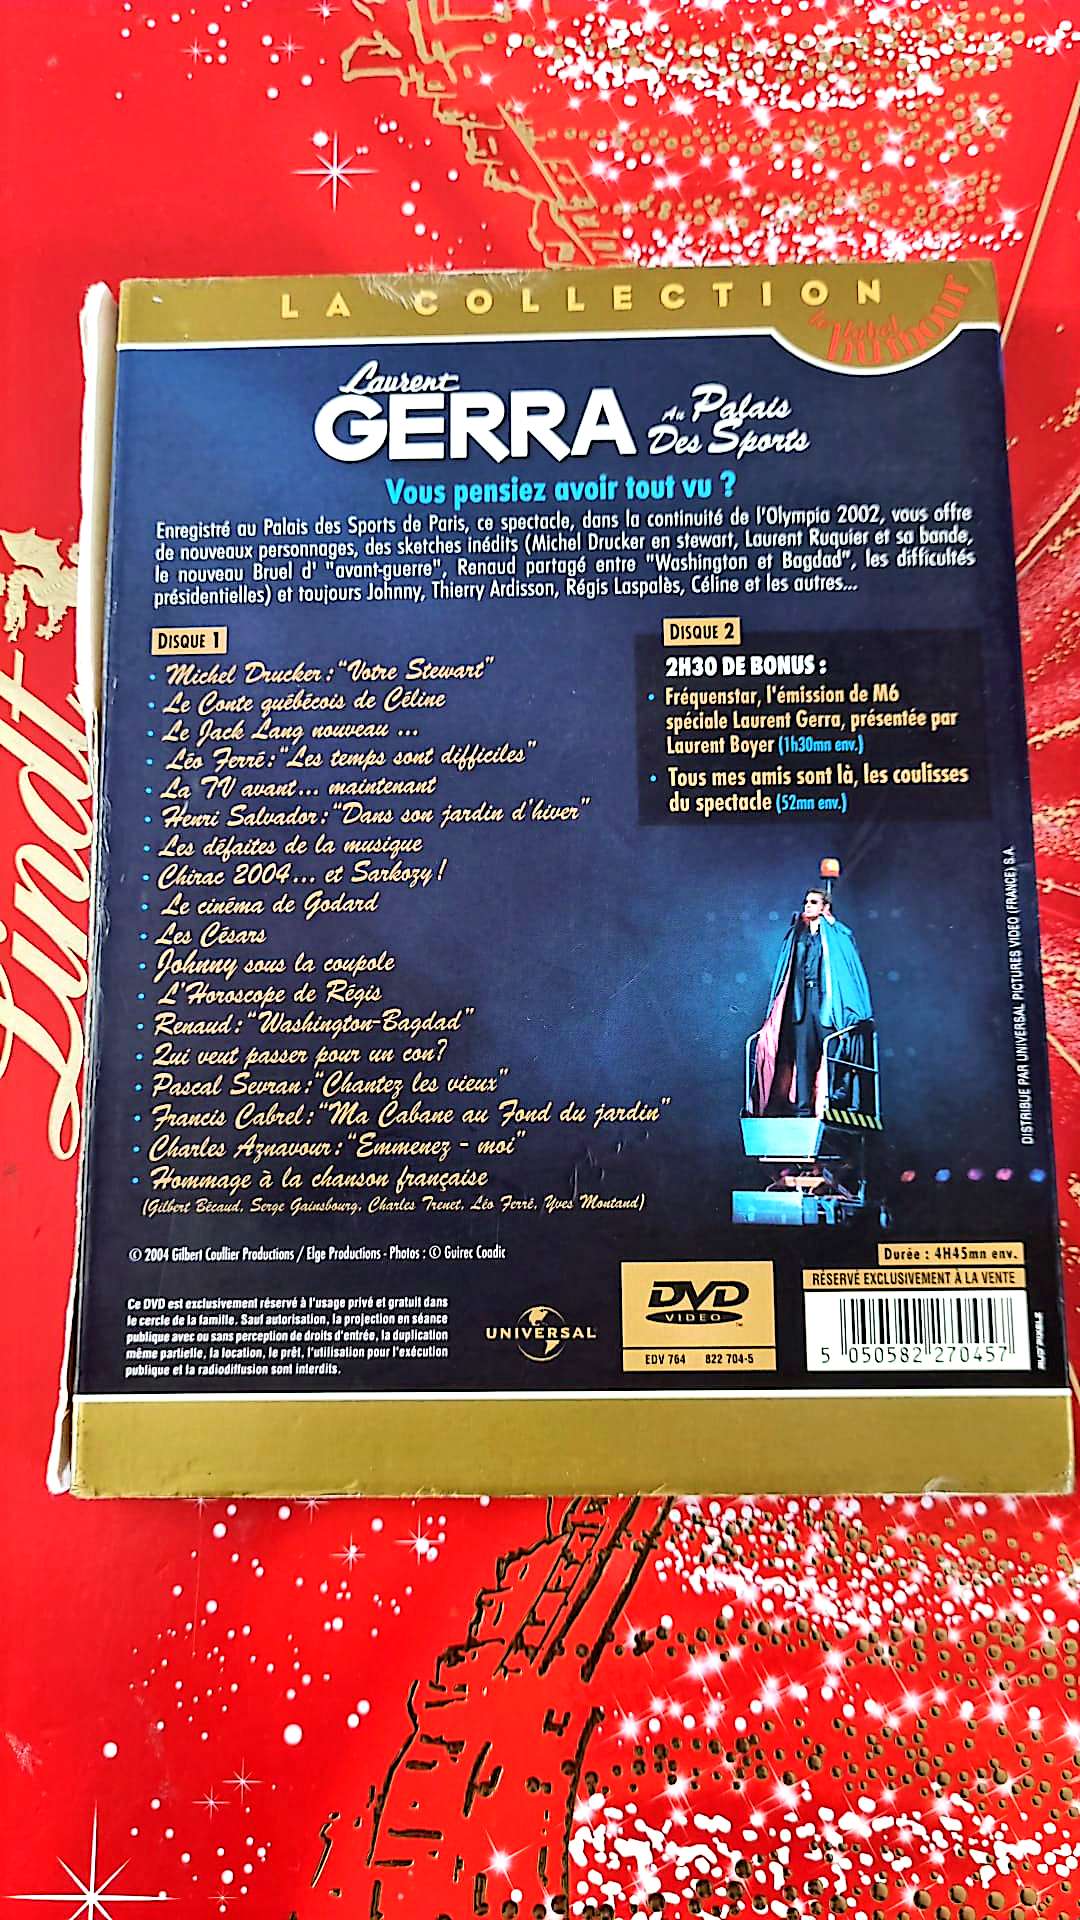 LA COLLECTION
le label
humour
Laurent
GERRA
Au Palais
Des Sports
Vous pensiez avoir tout vu ?
Enregistré au Palais des Sports de Paris, ce spectacle, dans la continuité de l'Olympia 2002, vous offre
de nouveaux personnages, des sketches inédits (Michel Drucker en stewart, Laurent Ruquier et sa bande,
le nouveau Bruel d' "avant-guerre", Renaud partagé entre "Washington et Bagdad", les difficultés
présidentielles) et toujours Johnny, Thierry Ardisson, Régis Laspalès, Céline et les autres...
DISQUE 1
• Michel Drucker : "Votre Stewart"
• Le Conte québécois de Céline
• Le Jack Lang nouveau ...
• Léo Ferré : "Les temps sont difficiles"
• La TV avant... maintenant
• Henri Salvador : "Dans son jardin d'hiver"
• Les défaites de la musique
• Chirac 2004... et Sarkozy !
• Le cinéma de Godard
• Les Césars
• Johnny sous la coupole
• L'Horoscope de Régis
• Renaud : "Washington-Bagdad"
• Qui veut passer pour un con?
• Pascal Sevran : "Chantez les vieux"
• Francis Cabrel : "Ma Cabane au Fond du jardin"
• Charles Aznavour : "Emmenez - moi"
• Hommage à la chanson française
(Gilbert Bécaud, Serge Gainsbourg, Charles Trenet, Léo Ferré, Yves Montand)
DISQUE 2
2H30 DE BONUS :
• Fréquenstar, l'émission de M6
spéciale Laurent Gerra, présentée par
Laurent Boyer (1h30mn env.)
• Tous mes amis sont là, les coulisses
du spectacle (52mn env.)
DISTRIBUE PAR UNIVERSAL PICTURES VIDEO (FRANCE) S.A.
© 2004 Gilbert Coullier Productions / Elge Productions - Photos : © Guirec Coadic
Ce DVD est exclusivement réservé à l'usage privé et gratuit dans
le cercle de la famille. Sauf autorisation, la projection en séance
publique avec ou sans perception de droits d'entrée, la duplication
même partielle, la location, le prêt, l'utilisation pour l'exécution
publique et la radiodiffusion sont interdits.
UNIVERSAL
DVD
VIDEO
EDV 764 822 704-5
Durée : 4H45mn env.
RÉSERVÉ EXCLUSIVEMENT À LA VENTE
5 050582 270457
Lindt